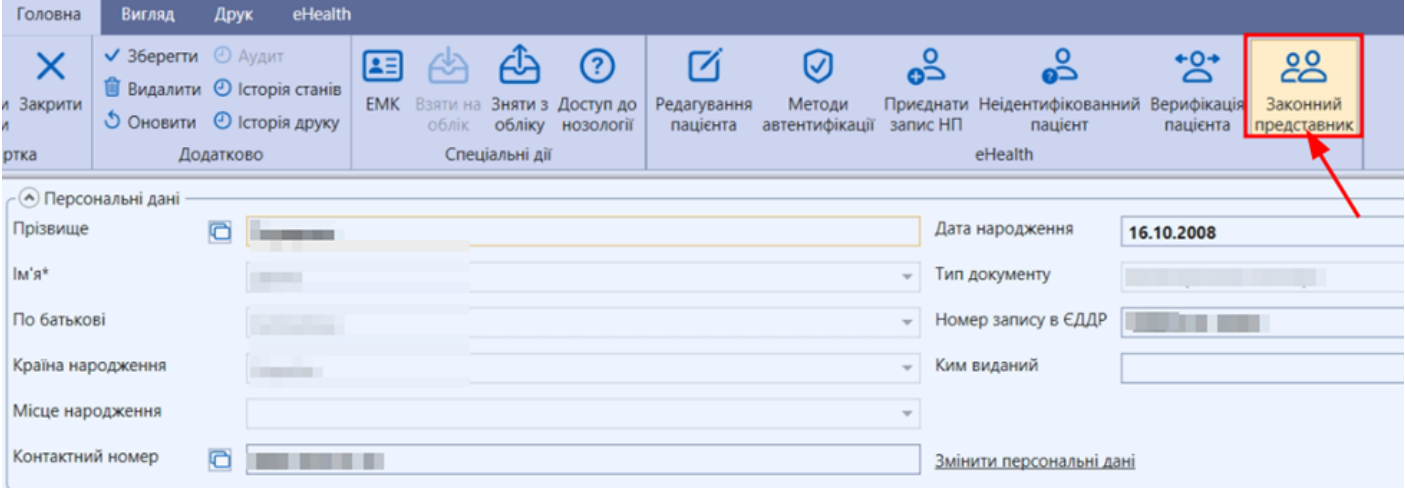 Головна Вигляд Друк eHealth
Зберегти Аудит
Закрити Видалити Історія станів
Оновити Історія друку
ЕМК Взяти на облік Зняти з обліку Доступ до нозології
Редагування пацієнта Методи автентифікації Приєднати запис НП Неідентифікованний пацієнт Верифікація пацієнта Законний представник
ртка Додатково Спеціальні дії eHealth
Персональні дані
Прізвище Дата народження 16.10.2008
Ім'я* Тип документу
По батькові Номер запису в ЄДДР
Країна народження Ким виданий
Місце народження
Контактний номер Змінити персональні дані